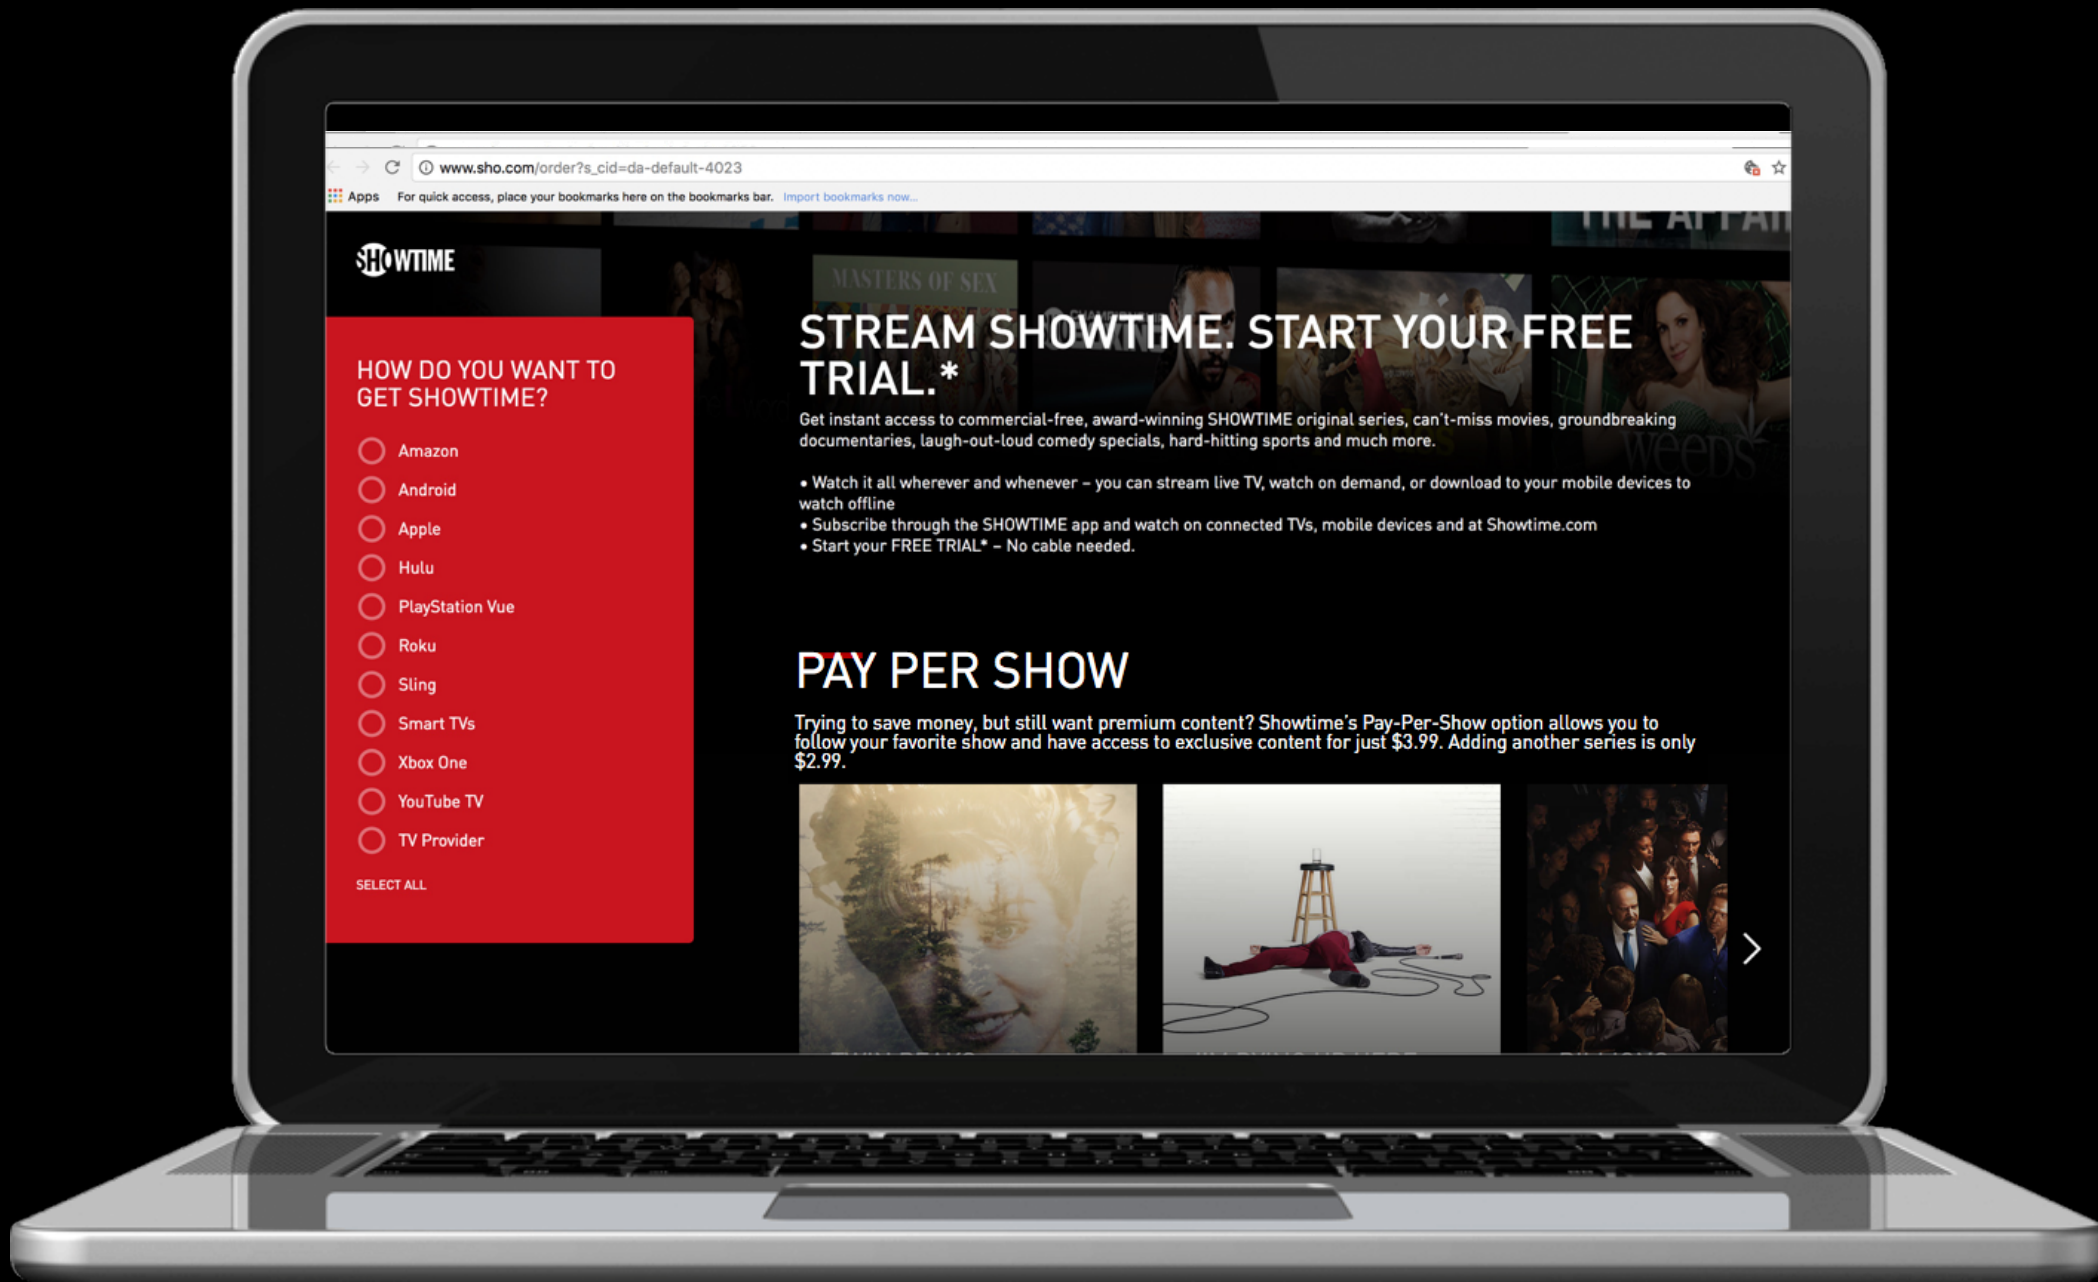 www.sho.com/order?s_cid=da-default-4023
Apps For quick access, place your bookmarks here on the bookmarks bar. Import bookmarks now...
THE AFFAI
SHOWTIME
MASTERS OF SEX
STREAM SHOWTIME. START YOUR FREE
TRIAL.*
WEEDS
Get instant access to commercial-free, award-winning SHOWTIME original series, can't-miss movies, groundbreaking
documentaries, laugh-out-loud comedy specials, hard-hitting sports and much more.
• Watch it all wherever and whenever – you can stream live TV, watch on demand, or download to your mobile devices to
watch offline
• Subscribe through the SHOWTIME app and watch on connected TVs, mobile devices and at Showtime.com
• Start your FREE TRIAL* – No cable needed.
HOW DO YOU WANT TO
GET SHOWTIME?
Amazon
Android
Apple
Hulu
PlayStation Vue
Roku
Sling
Smart TVs
Xbox One
YouTube TV
TV Provider
SELECT ALL
PAY PER SHOW
Trying to save money, but still want premium content? Showtime's Pay-Per-Show option allows you to
follow your favorite show and have access to exclusive content for just $3.99. Adding another series is only
$2.99.